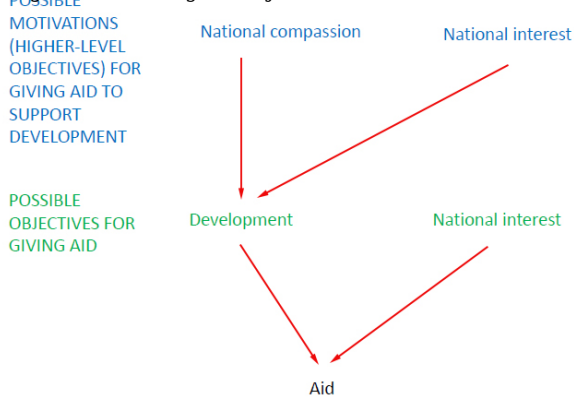 POSSIBLE
MOTIVATIONS
(HIGHER-LEVEL
OBJECTIVES) FOR
GIVING AID TO
SUPPORT
DEVELOPMENT
National compassion
National interest
POSSIBLE
OBJECTIVES FOR
GIVING AID
Development
National interest
Aid